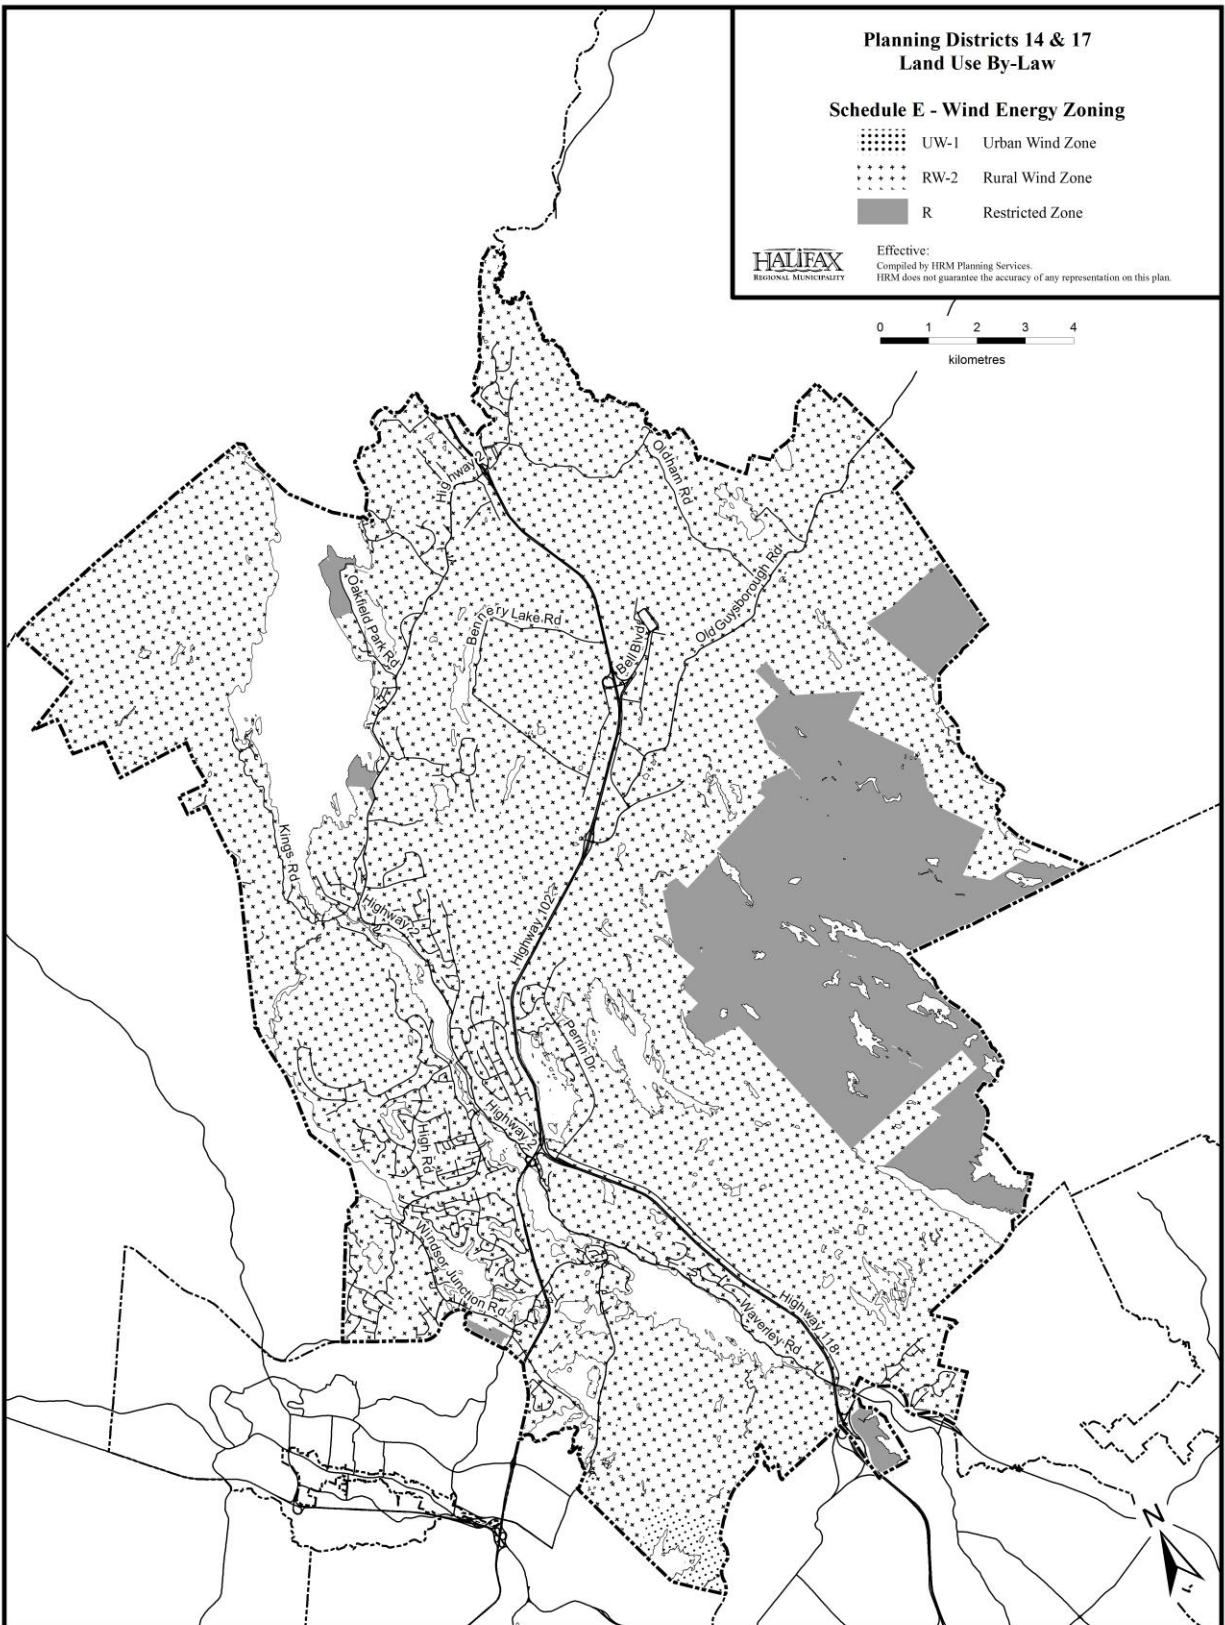 Planning Districts 14 & 17
Land Use By-Law
Schedule E - Wind Energy Zoning
UW-1 Urban Wind Zone
RW-2 Rural Wind Zone
R Restricted Zone
HALIFAX
REGIONAL MUNICIPALITY
Effective:
Compiled by HRM Planning Services.
HRM does not guarantee the accuracy of any representation on this plan.
0 1 2 3 4
kilometres
Highway 2
Oldham Rd
Old Guysborough Rd
Oakfield Park Rd
Bennery Lake Rd
Bell Blvd
Kings Rd
Highway 2
Highway 102
Perrin Dr.
Highway 2
High Rd
Windsor Junction Rd
Waverley Rd
Highway 118
N